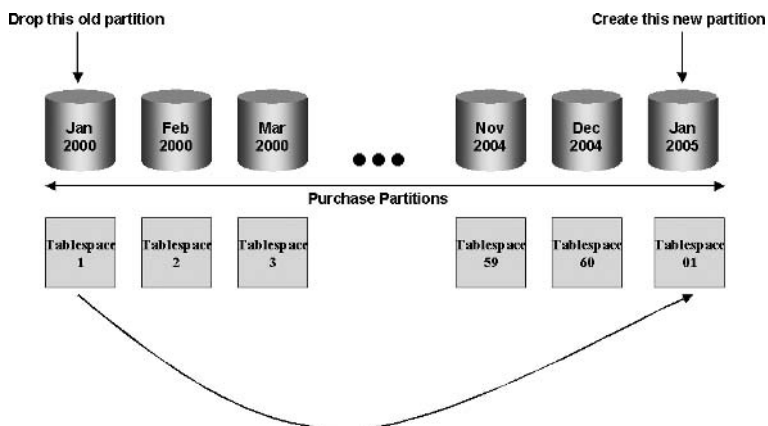 Drop this old partition
Create this new partition
Jan
2000
Feb
2000
Mar
2000
Nov
2004
Dec
2004
Jan
2005
Purchase Partitions
Tablespace
1
Tablespace
2
Tablespace
3
Tablespace
59
Tablespace
60
Tablespace
01